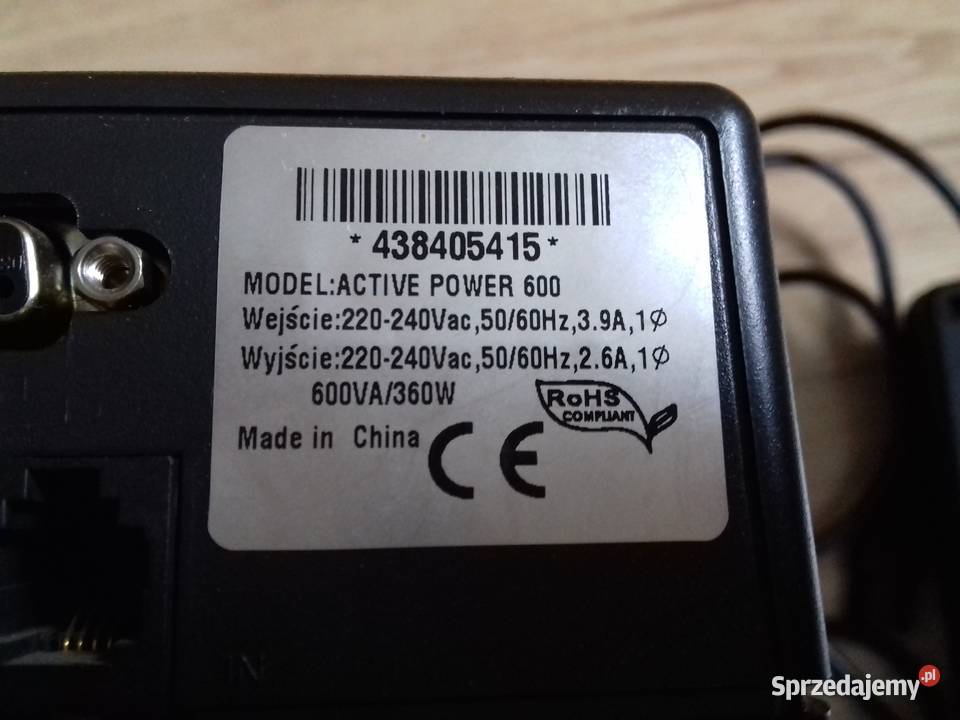 * 438405415 *
MODEL:ACTIVE POWER 600
Wejście:220-240Vac,50/60Hz,3.9A,1Ø
Wyjście:220-240Vac,50/60Hz,2.6A,1Ø
600VA/360W
RoHS
COMPLIANT
Made in China
CE
IN
Sprzedajemy.pl